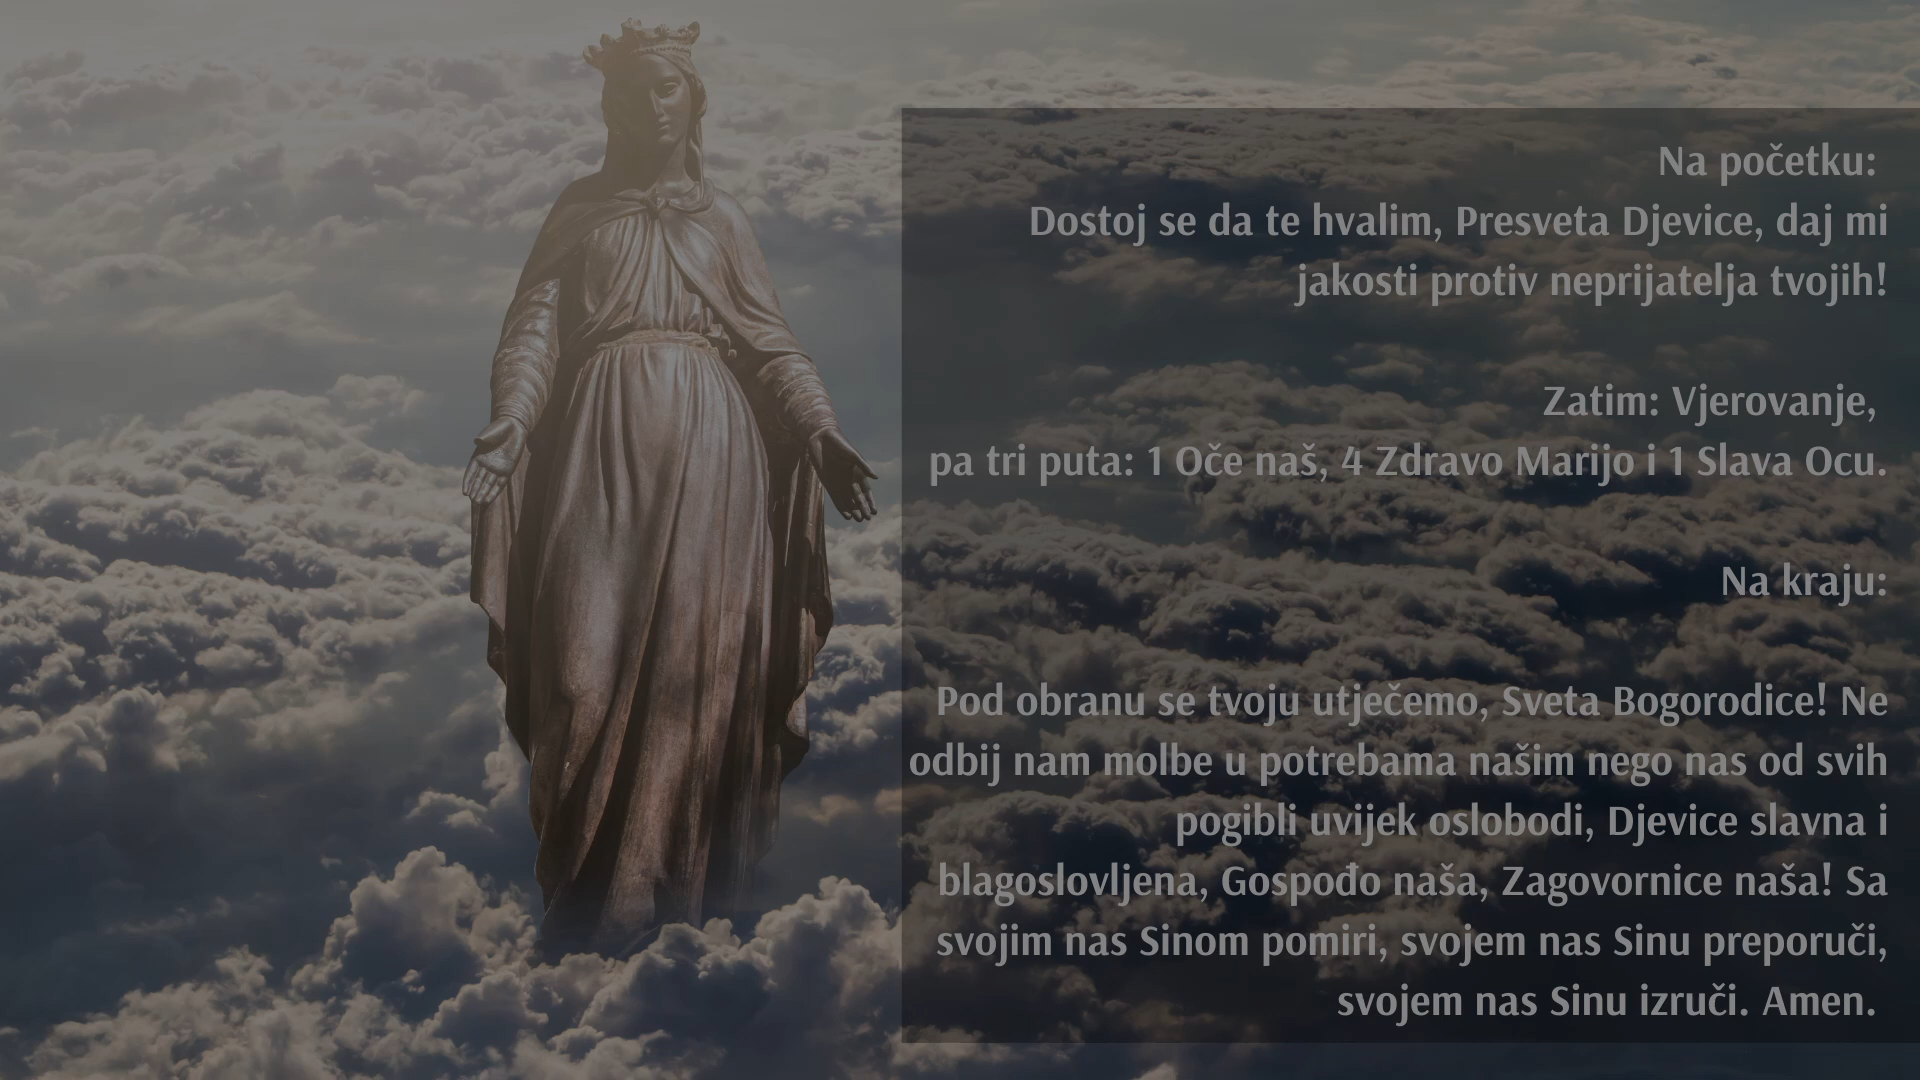 Na početku:
Dostoj se da te hvalim, Presveta Djevice, daj mi
jakosti protiv neprijatelja tvojih!
Zatim: Vjerovanje,
pa tri puta: 1 Oče naš, 4 Zdravo Marijo i 1 Slava Ocu.
Na kraju:
Pod obranu se tvoju utječemo, Sveta Bogorodice! Ne
odbij nam molbe u potrebama našim nego nas od svih
pogibli uvijek oslobodi, Djevice slavna i
blagoslovljena, Gospođo naša, Zagovornice naša! Sa
svojim nas Sinom pomiri, svojem nas Sinu preporuči,
svojem nas Sinu izruči. Amen.